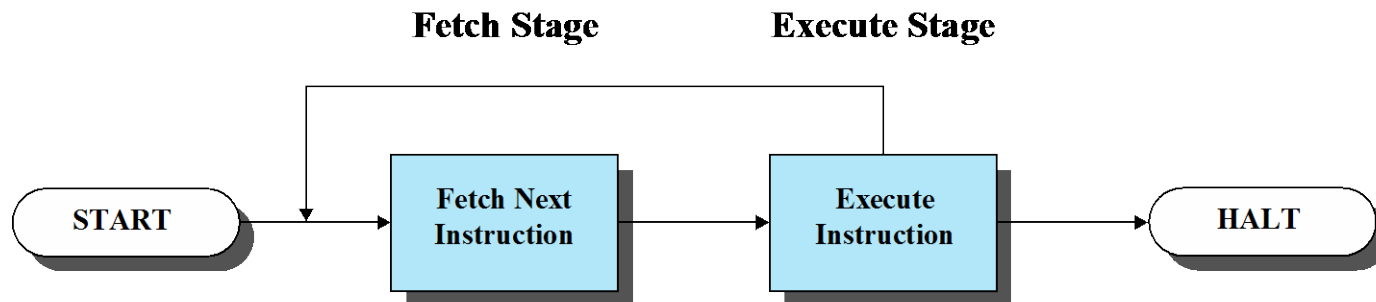 Fetch Stage
Execute Stage
START
Fetch Next
Instruction
Execute
Instruction
HALT